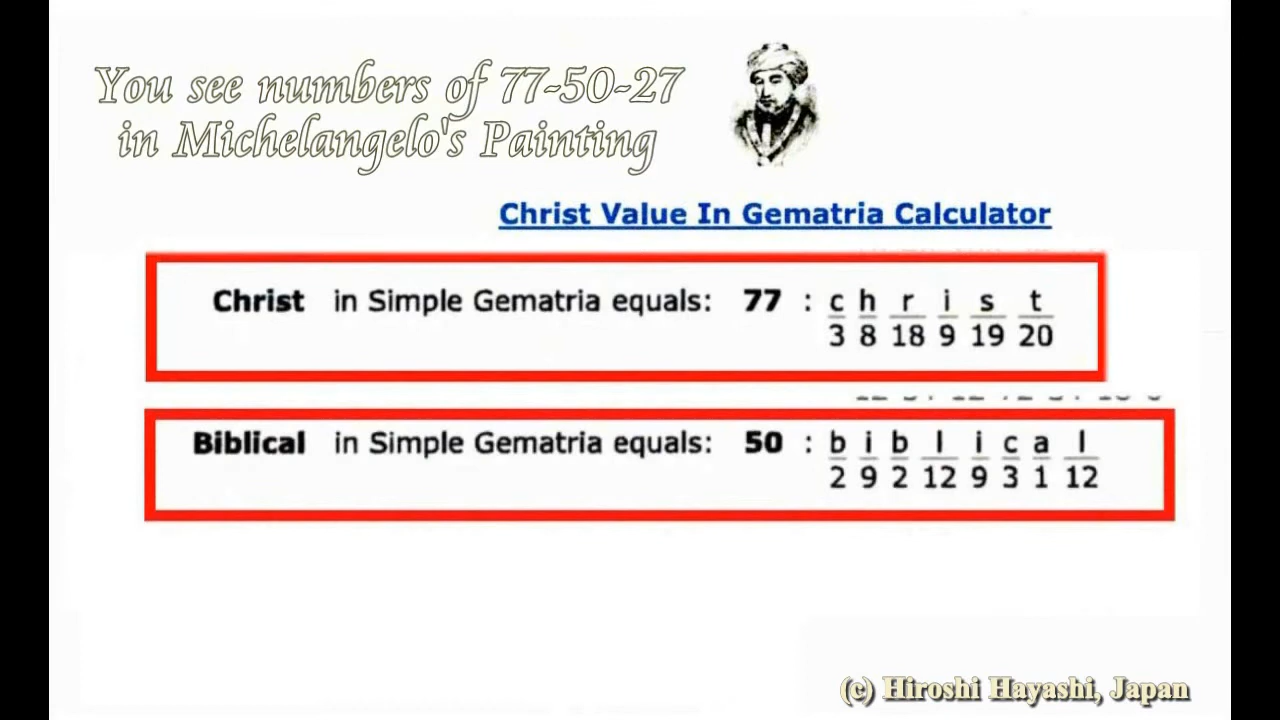 You see numbers of 77-50-27
in Michelangelo's Painting
Christ Value In Gematria Calculator
Christ in Simple Gematria equals: 77 : c h r i s t
3 8 18 9 19 20
Biblical in Simple Gematria equals: 50 : b i b l i c a l
2 9 2 12 9 3 1 12
(c) Hiroshi Hayashi, Japan